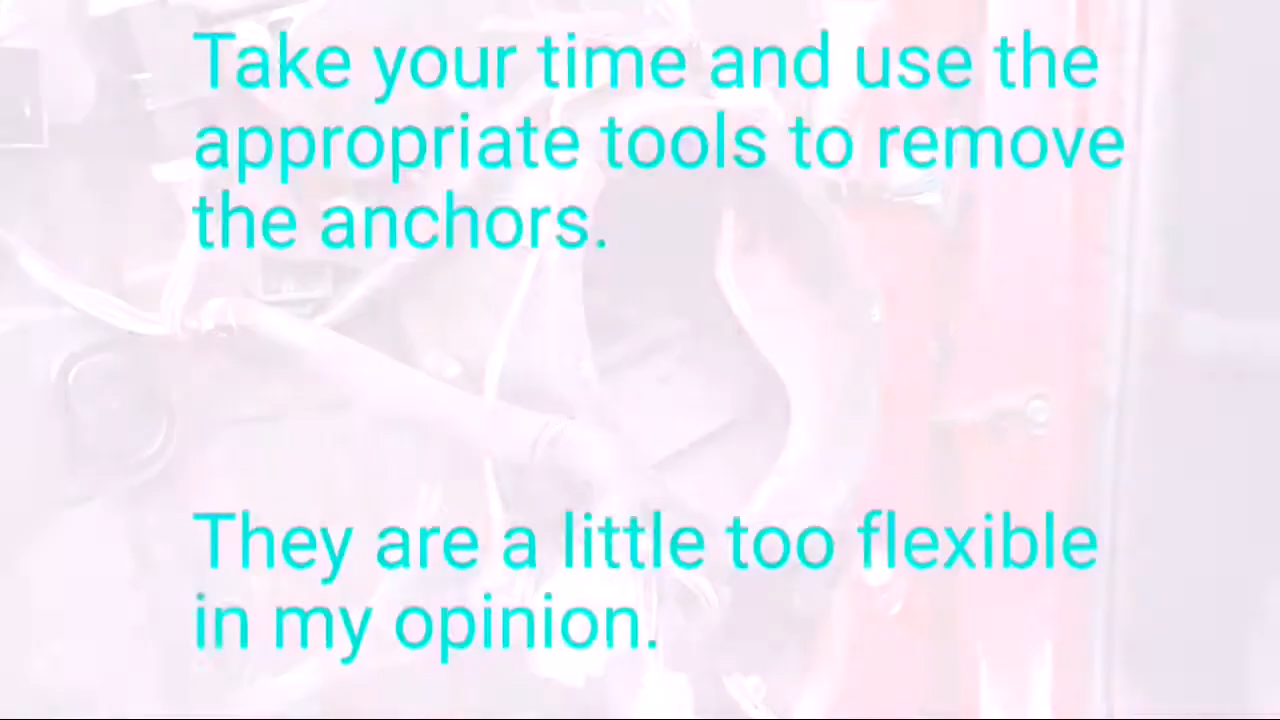 Take your time and use the
appropriate tools to remove
the anchors.
They are a little too flexible
in my opinion.